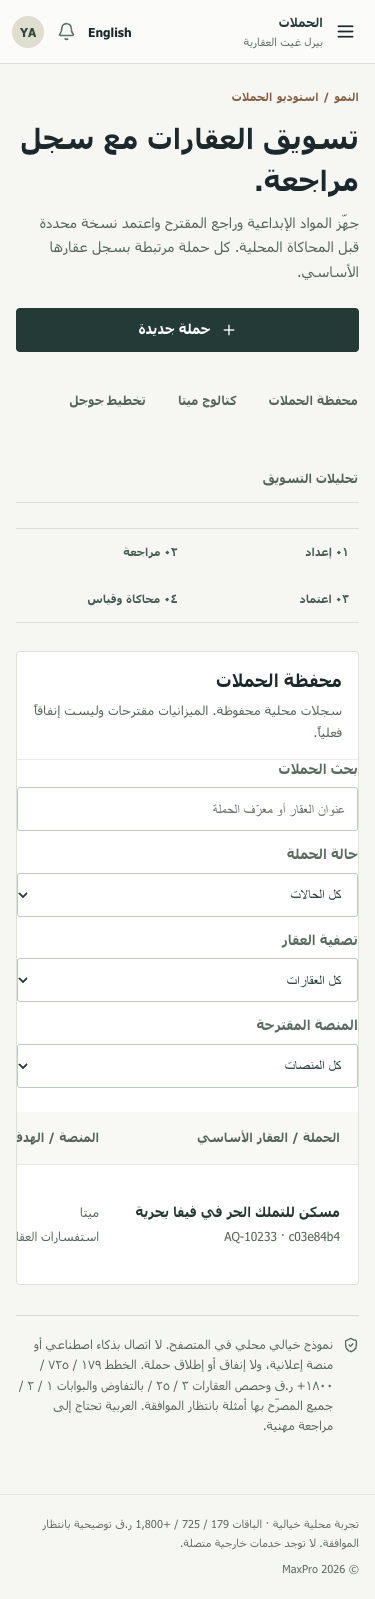 الحملات
بيرل غيت العقارية
English
YA
النمو / استوديو الحملات
تسويق العقارات مع سجل
مراجعة.
جهّز المواد الإبداعية وراجع المقترح واعتمد نسخة محددة
قبل المحاكاة المحلية. كل حملة مرتبطة بسجل عقارها
الأساسي.
+ حملة جديدة
محفظة الحملات
كتالوج ميتا
تخطيط جوجل
تحليلات التسويق
٠١ إعداد
٠٢ مراجعة
٠٣ اعتماد
٠٤ محاكاة وقياس
محفظة الحملات
سجلات محلية محفوظة. الميزانيات مقترحات وليست إنفاقاً
فعلياً.
بحث الحملات
عنوان العقار أو معرّف الحملة
حالة الحملة
كل الحالات
تصفية العقار
كل العقارات
المنصة المقترحة
كل المنصات
الحملة / العقار الأساسي
المنصة / الهدف
مسكن للتملك الحر في فيفا بحرية
ميتا
AQ-10233 · c03e84b4
استفسارات العقا
نموذج خيالي محلي في المتصفح. لا اتصال بذكاء اصطناعي أو
منصة إعلانية، ولا إنفاق أو إطلاق حملة. الخطط ١٧٩ / ٧٢٥ /
١٨٠٠+ ر.ق وحصص العقارات ٣ / ٢٥ / بالتفاوض والبوابات ١ / ٢ /
جميع المصرّح بها أمثلة بانتظار الموافقة. العربية تحتاج إلى
مراجعة مهنية.
تجربة محلية خيالية · الباقات 179 / 725 / +1,800 ر.ق توضيحية بانتظار
الموافقة. لا توجد خدمات خارجية متصلة.
© 2026 MaxPro